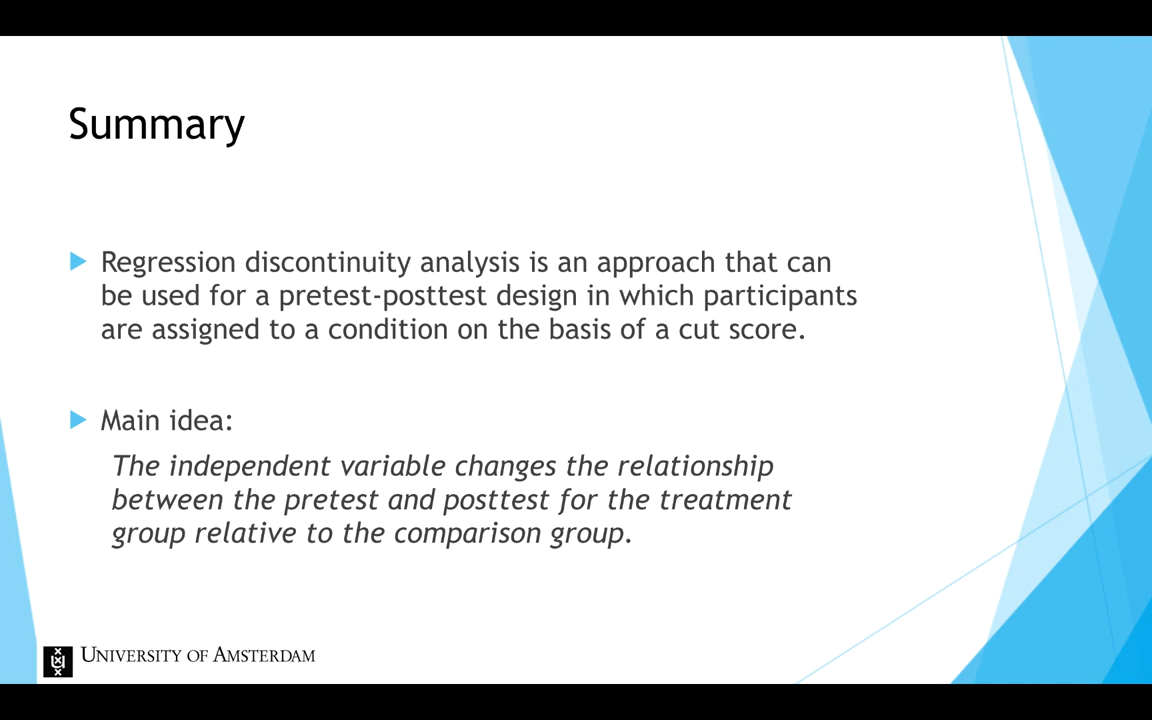 Summary
Regression discontinuity analysis is an approach that can
be used for a pretest-posttest design in which participants
are assigned to a condition on the basis of a cut score.
Main idea:
The independent variable changes the relationship
between the pretest and posttest for the treatment
group relative to the comparison group.
UNIVERSITY OF AMSTERDAM